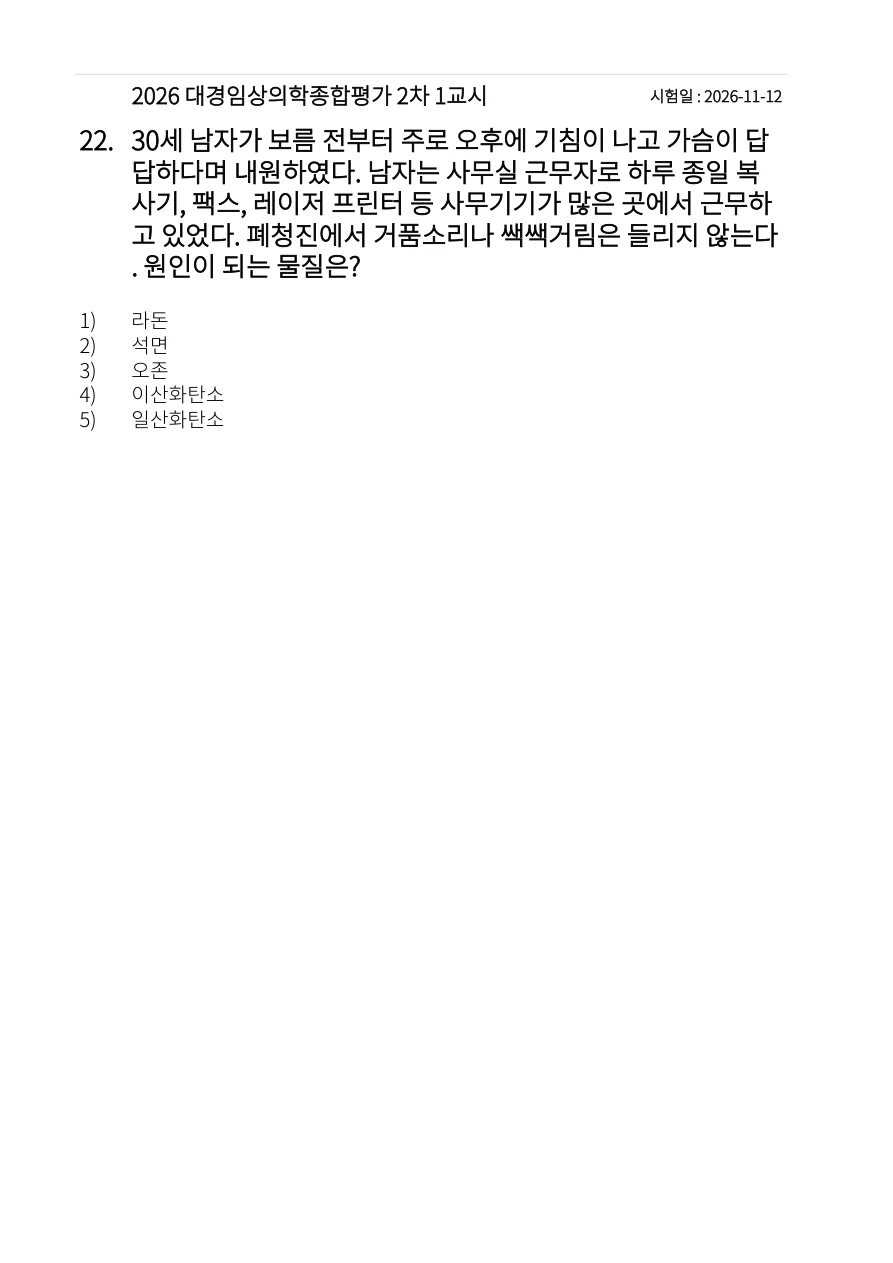 2026 대경임상의학종합평가 2차 1교시
시험일 : 2026-11-12
22. 30세 남자가 보름 전부터 주로 오후에 기침이 나고 가슴이 답
답하다며 내원하였다. 남자는 사무실 근무자로 하루 종일 복
사기, 팩스, 레이저 프린터 등 사무기기가 많은 곳에서 근무하
고 있었다. 폐청진에서 거품소리나 쌕쌕거림은 들리지 않는다
. 원인이 되는 물질은?
1) 라돈
2) 석면
3) 오존
4) 이산화탄소
5) 일산화탄소